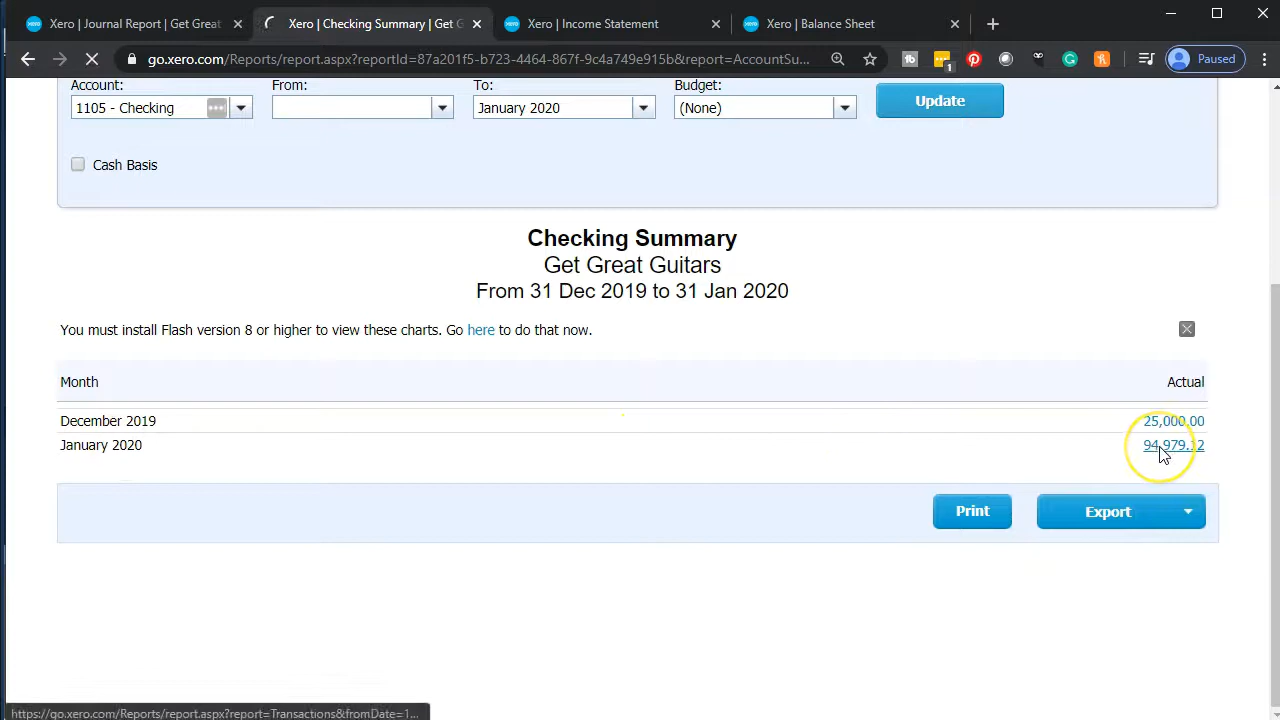 Xero | Journal Report | Get Great
Xero | Checking Summary | Get G
Xero | Income Statement
Xero | Balance Sheet
go.xero.com/Reports/report.aspx?reportId=87a201f5-b723-4464-867f-9c4a749e915b&report=AccountSu...
1
Paused
Account:
From:
To:
Budget:
1105 - Checking
January 2020
(None)
Update
Cash Basis
Checking Summary
Get Great Guitars
From 31 Dec 2019 to 31 Jan 2020
You must install Flash version 8 or higher to view these charts. Go here to do that now.
Month
Actual
December 2019
25,000.00
January 2020
94,979.12
Print
Export
https://go.xero.com/Reports/report.aspx?report=Transactions&fromDate=1...